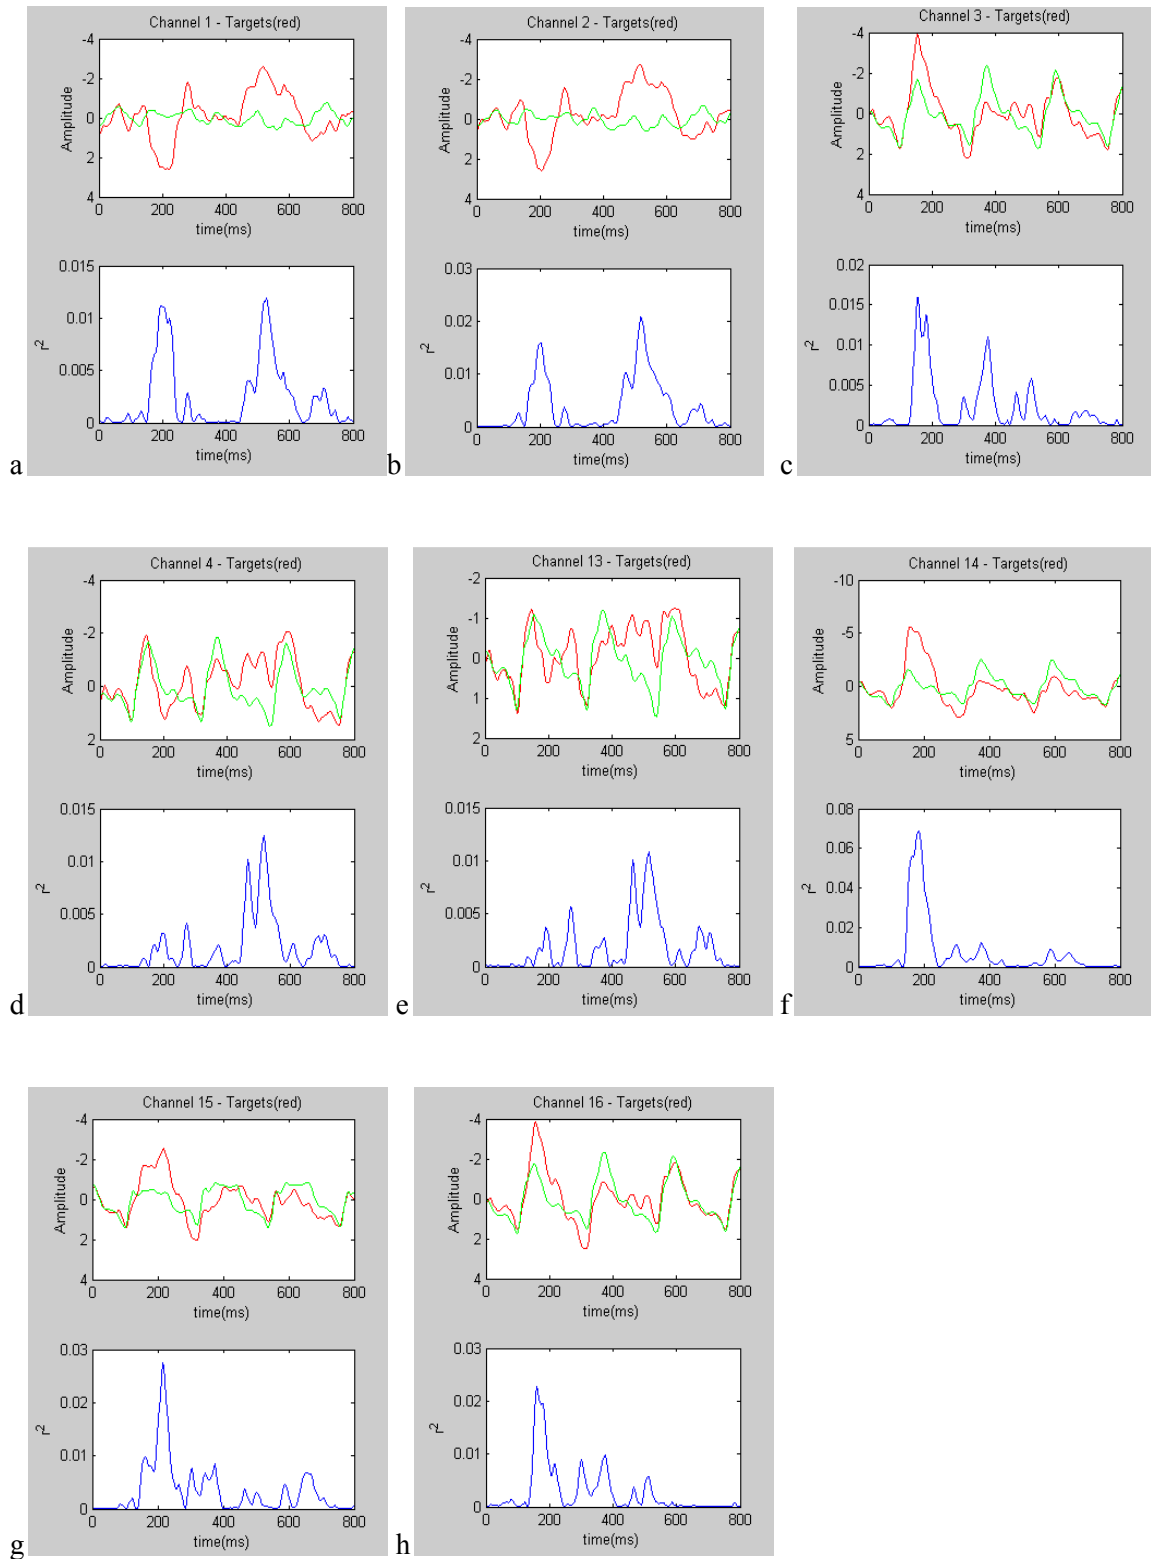 Channel 1 - Targets(red)
-4
-2
0
2
4
Amplitude
0 200 400 600 800
time(ms)
0.015
0.01
0.005
0
r²
0 200 400 600 800
time(ms)
a
Channel 2 - Targets(red)
-4
-2
0
2
4
Amplitude
0 200 400 600 800
time(ms)
0.03
0.02
0.01
0
r²
0 200 400 600 800
time(ms)
b
Channel 3 - Targets(red)
-4
-2
0
2
4
Amplitude
0 200 400 600 800
time(ms)
0.02
0.015
0.01
0.005
0
r²
0 200 400 600 800
time(ms)
c
Channel 4 - Targets(red)
-4
-2
0
2
Amplitude
0 200 400 600 800
time(ms)
0.015
0.01
0.005
0
r²
0 200 400 600 800
time(ms)
d
Channel 13 - Targets(red)
-2
-1
0
1
2
Amplitude
0 200 400 600 800
time(ms)
0.015
0.01
0.005
0
r²
0 200 400 600 800
time(ms)
e
Channel 14 - Targets(red)
-10
-5
0
5
Amplitude
0 200 400 600 800
time(ms)
0.08
0.06
0.04
0.02
0
r²
0 200 400 600 800
time(ms)
f
Channel 15 - Targets(red)
-4
-2
0
2
4
Amplitude
0 200 400 600 800
time(ms)
0.03
0.02
0.01
0
r²
0 200 400 600 800
time(ms)
g
Channel 16 - Targets(red)
-4
-2
0
2
4
Amplitude
0 200 400 600 800
time(ms)
0.03
0.02
0.01
0
r²
0 200 400 600 800
time(ms)
h